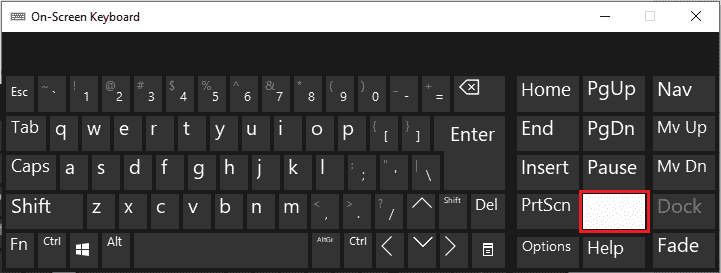 On-Screen Keyboard
Esc ~ ` ! 1 @ 2 # 3 $ 4 % 5 ^ 6 & 7 * 8 ( 9 ) 0 _ - + = Home PgUp Nav
Tab q w e r t y u i o p { [ } ] Enter End PgDn Mv Up
Caps a s d f g h j k l : ; " ' | \ Insert Pause Mv Dn
Shift z x c v b n m < , > . ? / Shift Del PrtScn Dock
Fn Ctrl Alt AltGr Ctrl Options Help Fade